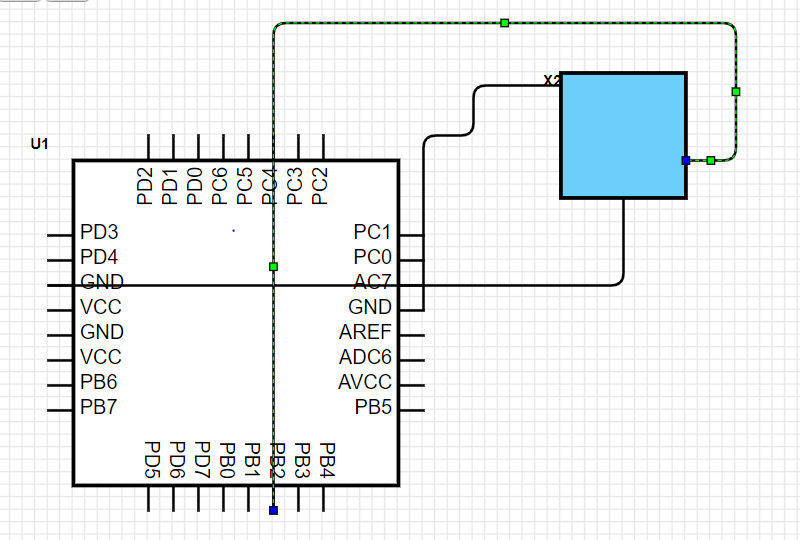 X2
U1
PD2
PD1
PD0
PC6
PC5
PC4
PC3
PC2
PD3
PD4
GND
VCC
GND
VCC
PB6
PB7
PC1
PC0
AC7
GND
AREF
ADC6
AVCC
PB5
PD5
PD6
PD7
PB0
PB1
PB2
PB3
PB4